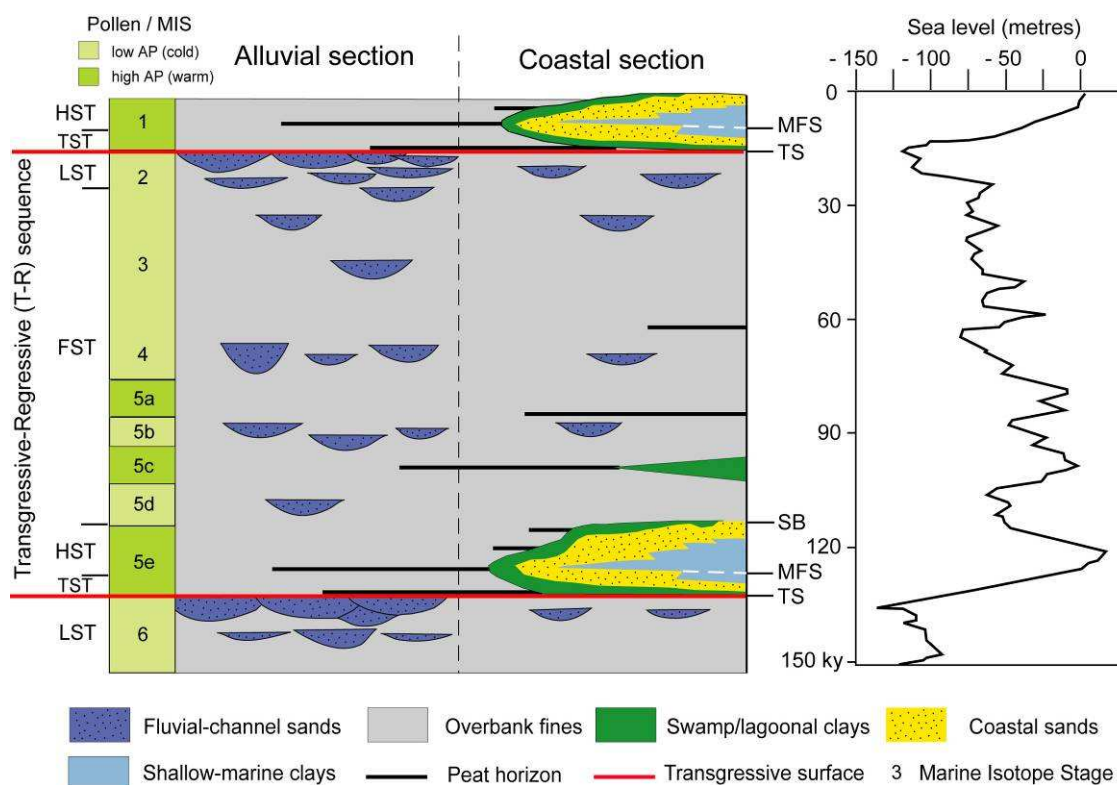 Pollen / MIS
low AP (cold)
high AP (warm)
Alluvial section
Coastal section
Sea level (metres)
- 150
- 100
- 50
0
Transgressive-Regressive (T-R) sequence
HST
TST
LST
FST
HST
TST
LST
1
2
3
4
5a
5b
5c
5d
5e
6
MFS
TS
SB
MFS
TS
0
30
60
90
120
150 ky
Fluvial-channel sands
Overbank fines
Swamp/lagoonal clays
Coastal sands
Shallow-marine clays
Peat horizon
Transgressive surface
3 Marine Isotope Stage